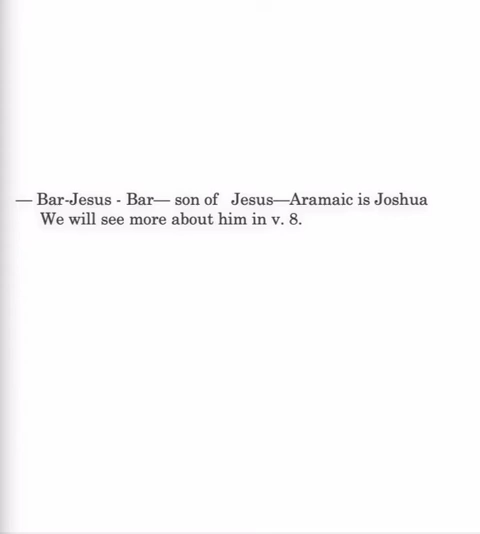 — Bar-Jesus - Bar— son of Jesus—Aramaic is Joshua
We will see more about him in v. 8.